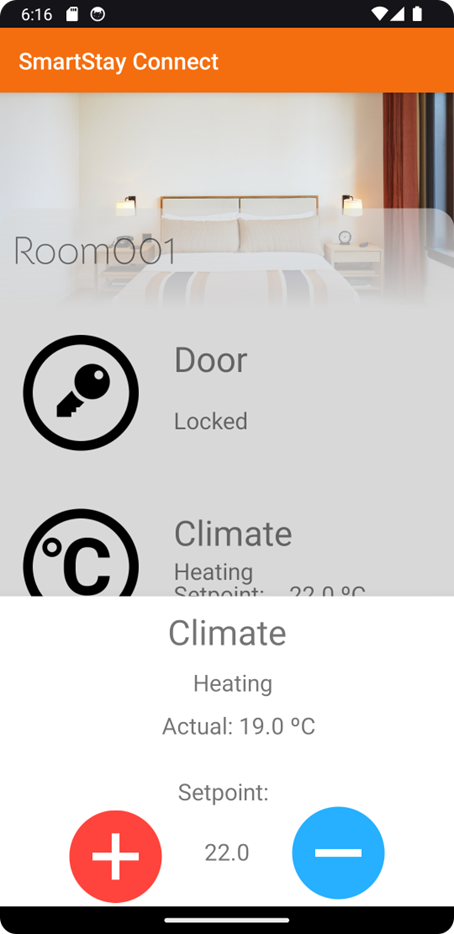 6:16
SmartStay Connect
Room001
Door
Locked
°C
Climate
Heating
Setpoint: 22.0 ºC
Climate
Heating
Actual: 19.0 ºC
Setpoint:
22.0